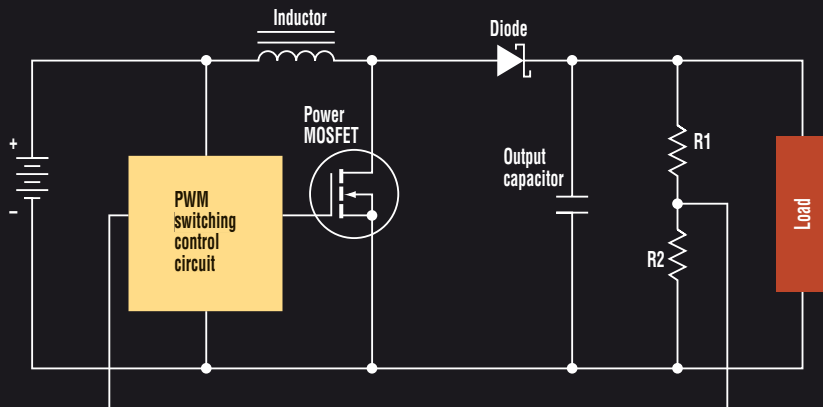 Inductor
Diode
Power
MOSFET
+
Output
capacitor
R1
PWM
switching
control
circuit
−
Load
R2